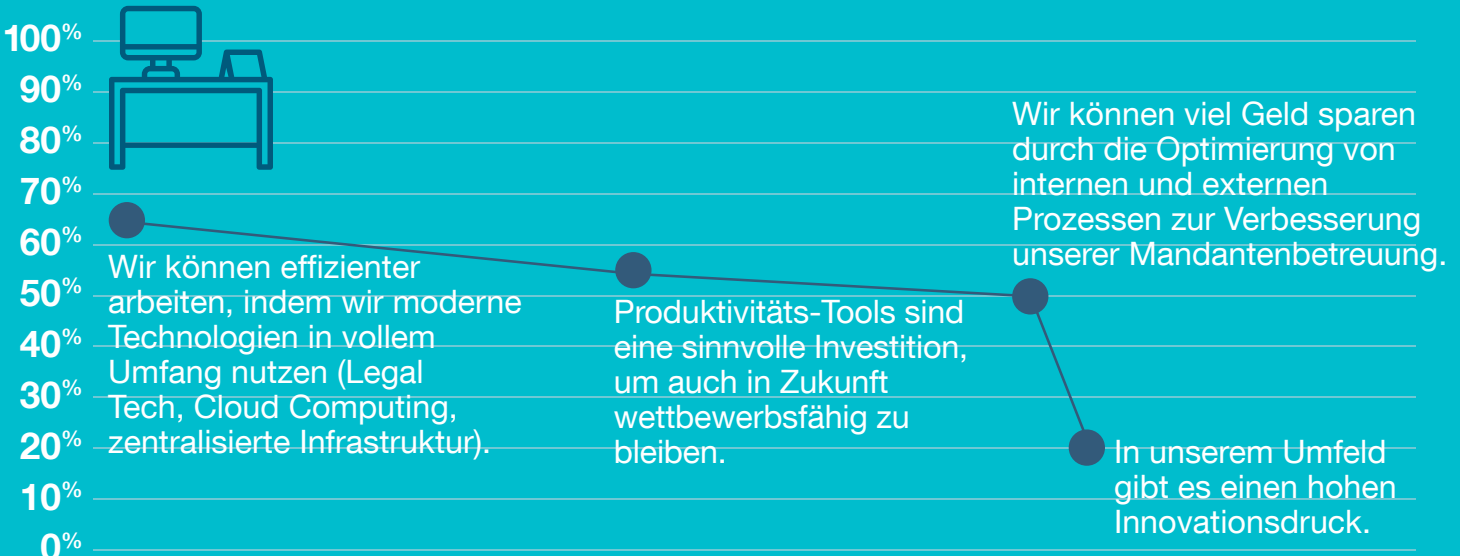 100%
90%
80%
70%
60%
50%
40%
30%
20%
10%
0%
Wir können effizienter
arbeiten, indem wir moderne
Technologien in vollem
Umfang nutzen (Legal
Tech, Cloud Computing,
zentralisierte Infrastruktur).
Produktivitäts-Tools sind
eine sinnvolle Investition,
um auch in Zukunft
wettbewerbsfähig zu
bleiben.
Wir können viel Geld sparen
durch die Optimierung von
internen und externen
Prozessen zur Verbesserung
unserer Mandantenbetreuung.
In unserem Umfeld
gibt es einen hohen
Innovationsdruck.